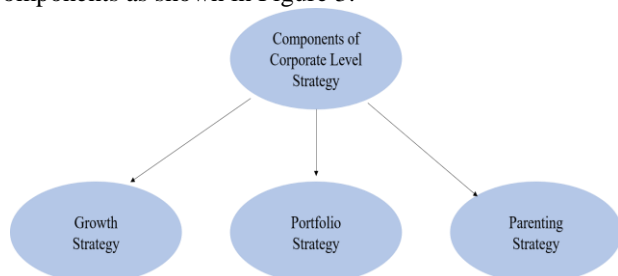 omponents as shown in Figure 3.
Components of
Corporate Level
Strategy
Growth
Strategy
Portfolio
Strategy
Parenting
Strategy